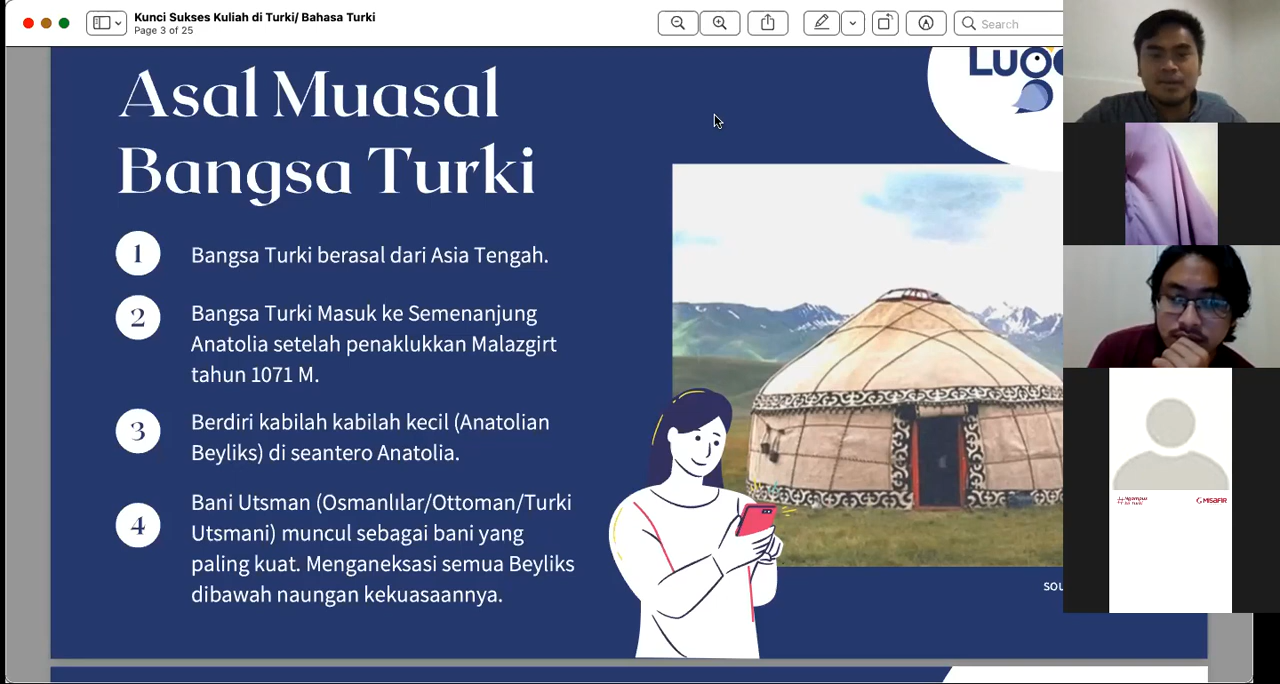 Kunci Sukses Kuliah di Turki/ Bahasa Turki
Page 3 of 25
Search
Asal Muasal
Bangsa Turki
1
Bangsa Turki berasal dari Asia Tengah.
2
Bangsa Turki Masuk ke Semenanjung
Anatolia setelah penaklukkan Malazgirt
tahun 1071 M.
3
Berdiri kabilah kabilah kecil (Anatolian
Beyliks) di seantero Anatolia.
4
Bani Utsman (Osmanlılar/Ottoman/Turki
Utsmani) muncul sebagai bani yang
paling kuat. Menganeksasi semua Beyliks
dibawah naungan kekuasaannya.
MISAFIR